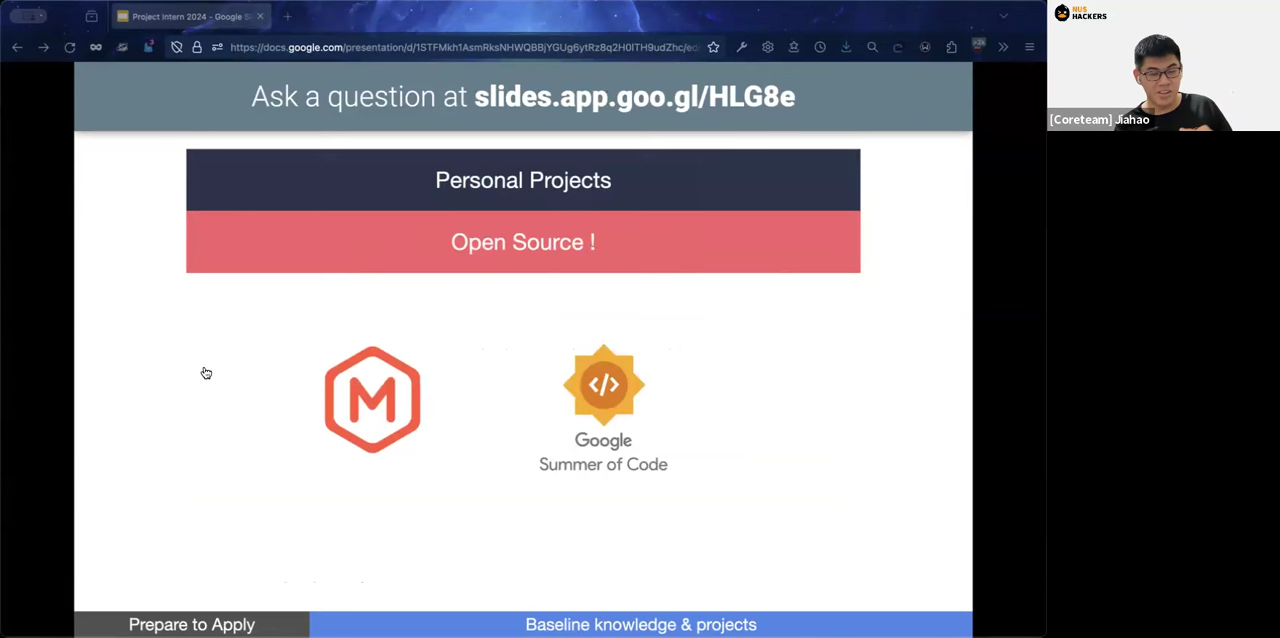 Project Intern 2024 - Google S
https://docs.google.com/presentation/d/1STFMkh1AsmRksNHWQBBjYGUg6ytRz8q2H0lTH9udZhc/ed
Ask a question at slides.app.goo.gl/HLG8e
Personal Projects
Open Source !
M
</>
Google
Summer of Code
Prepare to Apply
Baseline knowledge & projects
NUS
HACKERS
[Coreteam] Jiahao